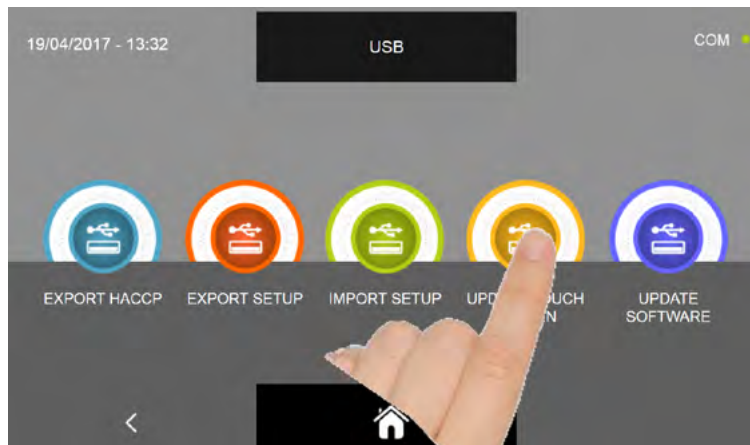 19/04/2017 - 13:32
USB
COM
EXPORT HACCP
EXPORT SETUP
IMPORT SETUP
UPDATE
SOFTWARE